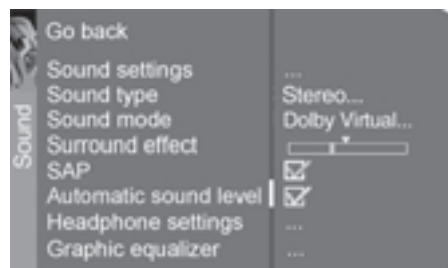 Go back
Sound settings ...
Sound type Stereo...
Sound mode Dolby Virtual...
Surround effect
SAP
Automatic sound level
Headphone settings ...
Graphic equalizer ...
Sound